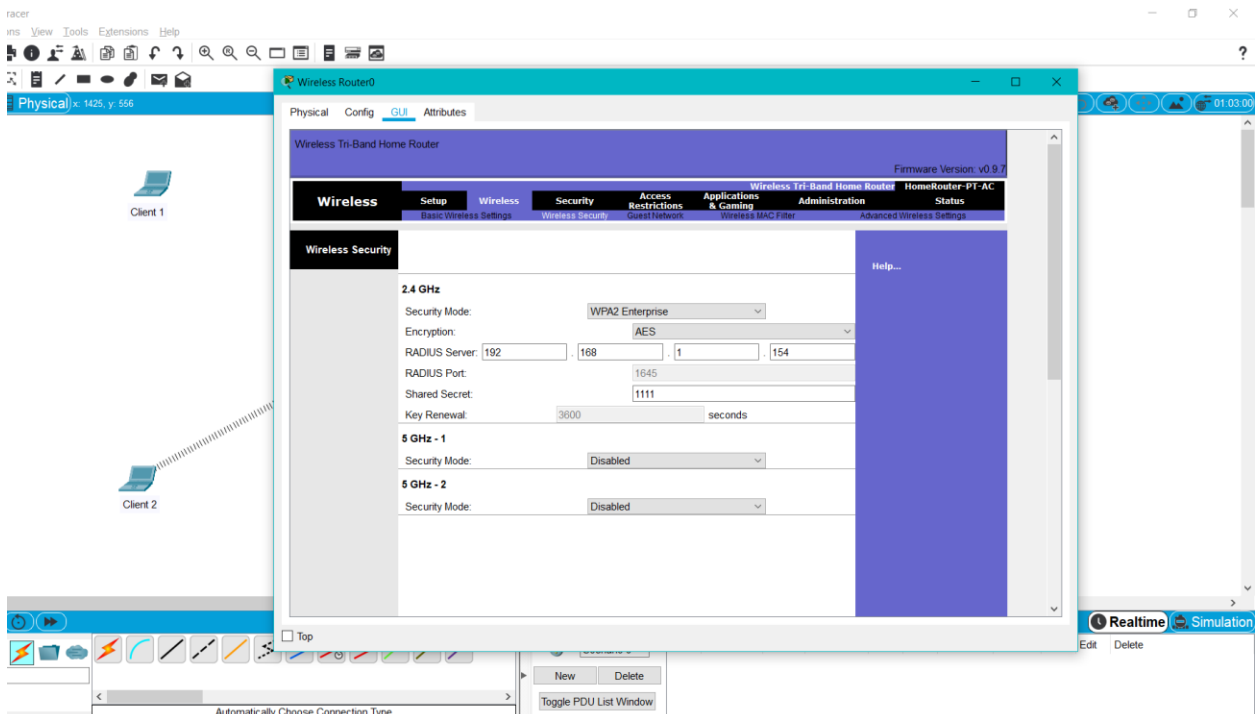 racer
ons View Tools Extensions Help
?
Wireless Router0
Physical x: 1425, y: 556
01:03:00
Physical Config GUI Attributes
Wireless Tri-Band Home Router
Firmware Version: v0.9.7
Wireless Tri-Band Home Router HomeRouter-PT-AC
Wireless
Setup Wireless Security Access Restrictions Applications & Gaming Administration Status
Basic Wireless Settings Wireless Security Guest Network Wireless MAC Filter Advanced Wireless Settings
Wireless Security
Help...
2.4 GHz
Security Mode: WPA2 Enterprise
Encryption: AES
RADIUS Server: 192 . 168 . 1 . 154
RADIUS Port: 1645
Shared Secret: 1111
Key Renewal: 3600 seconds
5 GHz - 1
Security Mode: Disabled
5 GHz - 2
Security Mode: Disabled
Client 1
Client 2
Top
Realtime Simulation
Edit Delete
New Delete
Toggle PDU List Window
Automatically Choose Connection Type